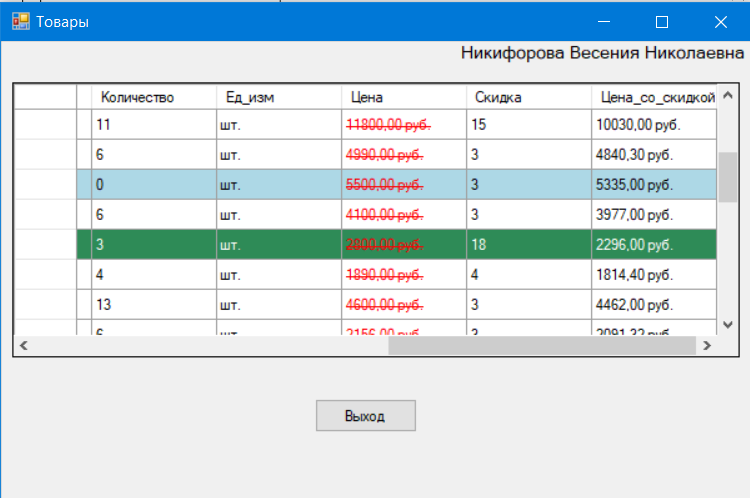 Товары
Никифорова Весения Николаевна
Количество Ед_изм Цена Скидка Цена_со_скидкой
11 шт. 11800,00 руб. 15 10030,00 руб.
6 шт. 4990,00 руб. 3 4840,30 руб.
0 шт. 5500,00 руб. 3 5335,00 руб.
6 шт. 4100,00 руб. 3 3977,00 руб.
3 шт. 2800,00 руб. 18 2296,00 руб.
4 шт. 1890,00 руб. 4 1814,40 руб.
13 шт. 4600,00 руб. 3 4462,00 руб.
6 шт. 2156,00 руб. 3 2091,32 руб.
Выход